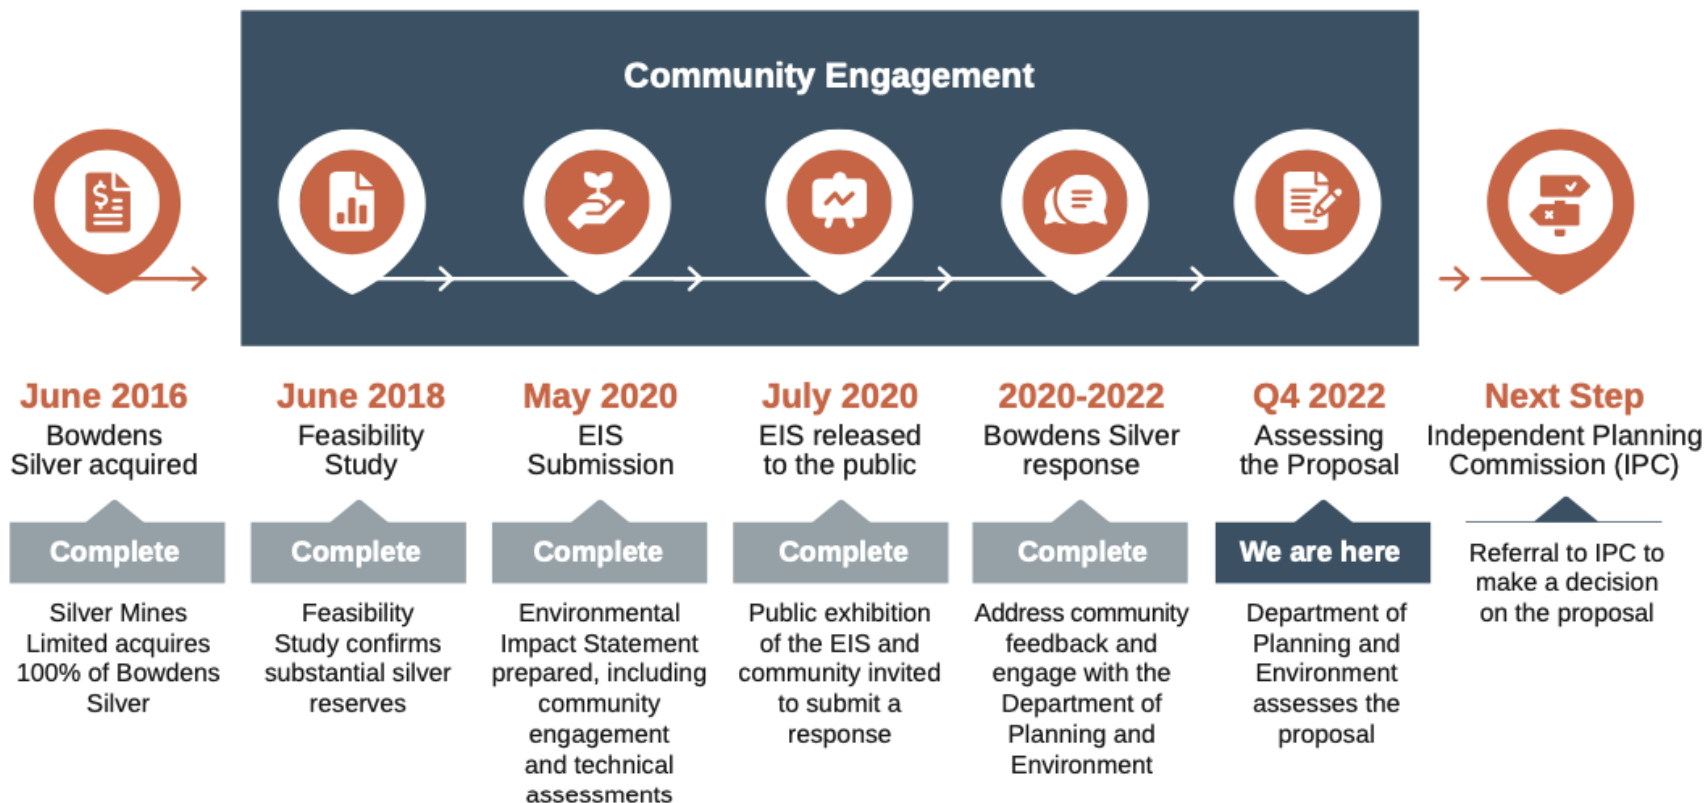 Community Engagement
June 2016
Bowdens
Silver acquired
Complete
Silver Mines
Limited acquires
100% of Bowdens
Silver
June 2018
Feasibility
Study
Complete
Feasibility
Study confirms
substantial silver
reserves
May 2020
EIS
Submission
Complete
Environmental
Impact Statement
prepared, including
community
engagement
and technical
assessments
July 2020
EIS released
to the public
Complete
Public exhibition
of the EIS and
community invited
to submit a
response
2020-2022
Bowdens Silver
response
Complete
Address community
feedback and
engage with the
Department of
Planning and
Environment
Q4 2022
Assessing
the Proposal
We are here
Department of
Planning and
Environment
assesses the
proposal
Next Step
Independent Planning
Commission (IPC)
Referral to IPC to
make a decision
on the proposal